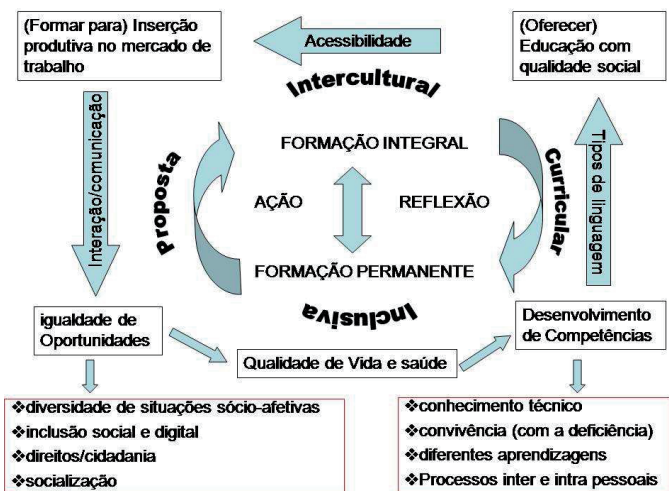 (Formar para) Inserção
produtiva no mercado de
trabalho
Acessibilidade
(Oferecer)
Educação com
qualidade social
Intercultural
Interação/comunicação
Proposta
FORMAÇÃO INTEGRAL
AÇÃO
REFLEXÃO
FORMAÇÃO PERMANENTE
Curricular
Tipos de linguagem
Inclusiva
igualdade de
Oportunidades
Qualidade de Vida e saúde
Desenvolvimento
de Competências
❖diversidade de situações sócio-afetivas
❖inclusão social e digital
❖direitos/cidadania
❖socialização
❖conhecimento técnico
❖convivência (com a deficiência)
❖diferentes aprendizagens
❖Processos inter e intra pessoais